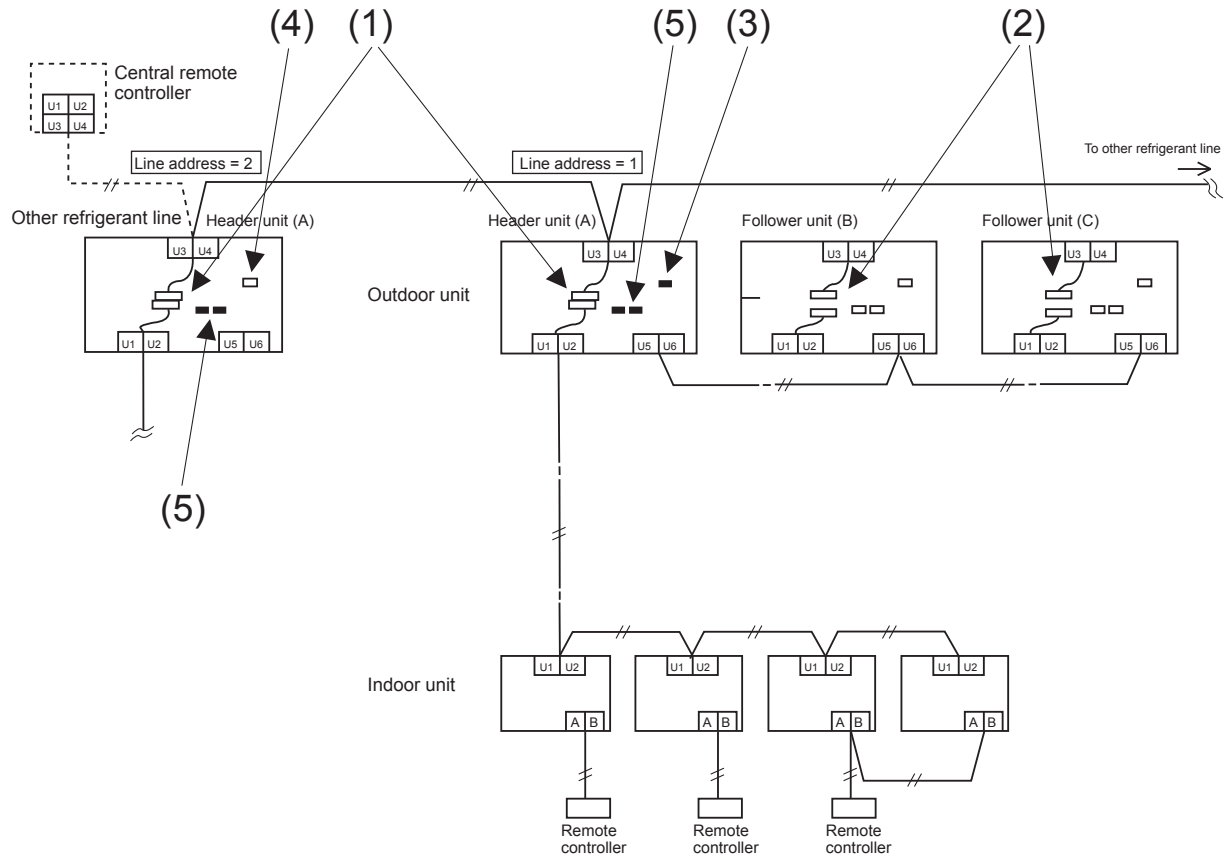 (4) (1) (5) (3) (2)
Central remote
controller
U1 U2
U3 U4
Line address = 2
Line address = 1
To other refrigerant line
Other refrigerant line
Header unit (A)
Header unit (A)
Follower unit (B)
Follower unit (C)
U3 U4
U3 U4
U3 U4
U3 U4
Outdoor unit
U1 U2 U5 U6
U1 U2 U5 U6
U1 U2 U5 U6
U1 U2 U5 U6
(5)
Indoor unit
U1 U2
U1 U2
U1 U2
U1 U2
A B
A B
A B
A B
Remote
controller
Remote
controller
Remote
controller